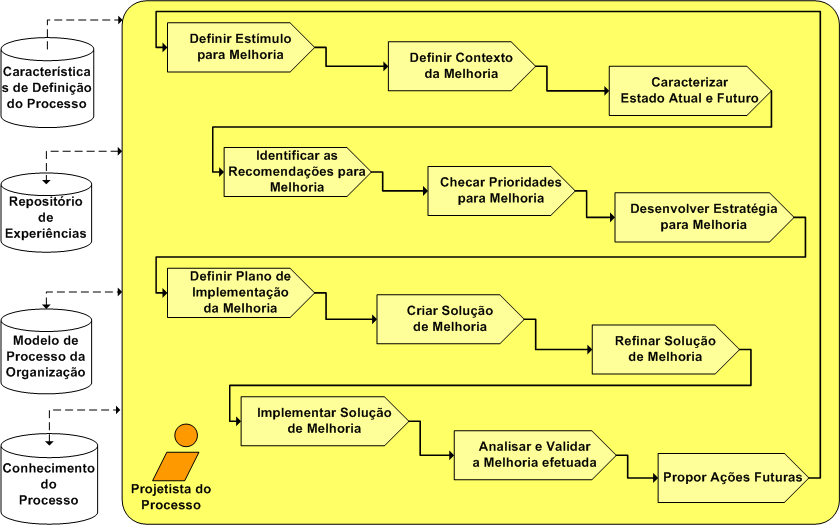 Característica
s de Definição
do Processo
Repositório
de
Experiências
Modelo de
Processo da
Organização
Conhecimento
do
Processo
Definir Estímulo
para Melhoria
Definir Contexto
da Melhoria
Caracterizar
Estado Atual e Futuro
Identificar as
Recomendações para
Melhoria
Checar Prioridades
para Melhoria
Desenvolver Estratégia
para Melhoria
Definir Plano de
Implementação
da Melhoria
Criar Solução
de Melhoria
Refinar Solução
de Melhoria
Implementar Solução
de Melhoria
Analisar e Validar
a Melhoria efetuada
Propor Ações Futuras
Projetista do
Processo